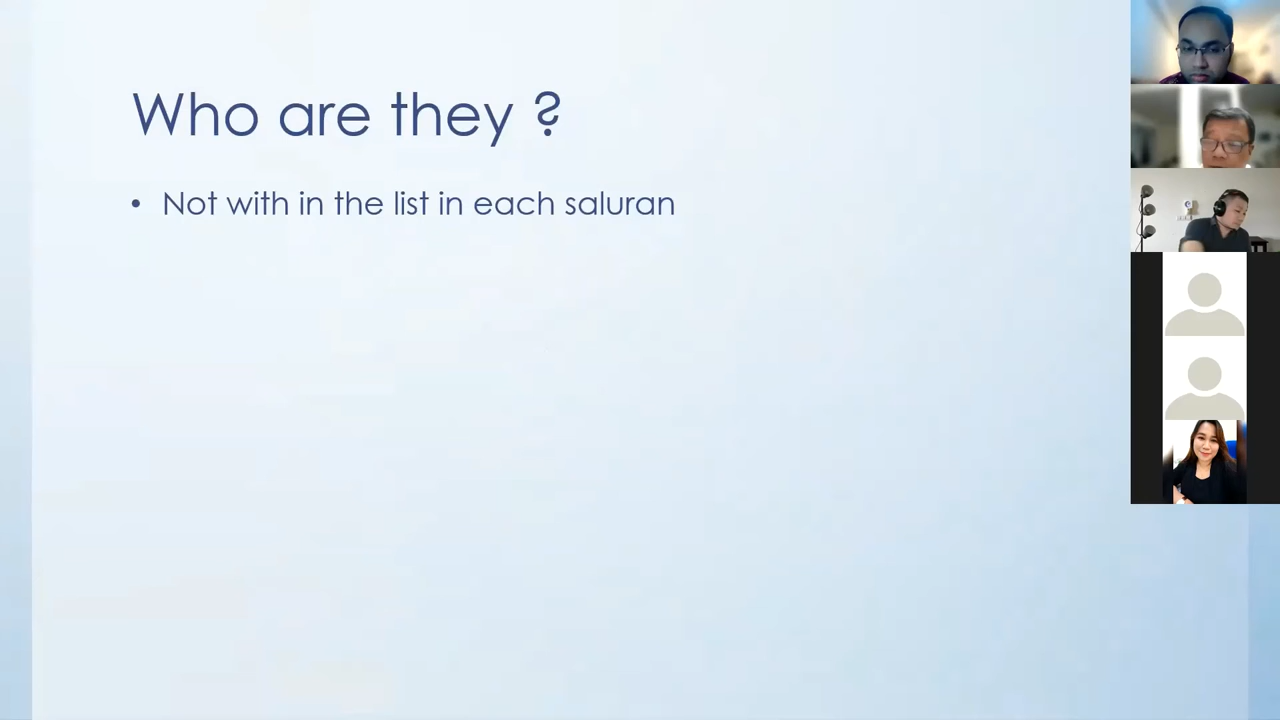 Who are they ?
• Not with in the list in each saluran